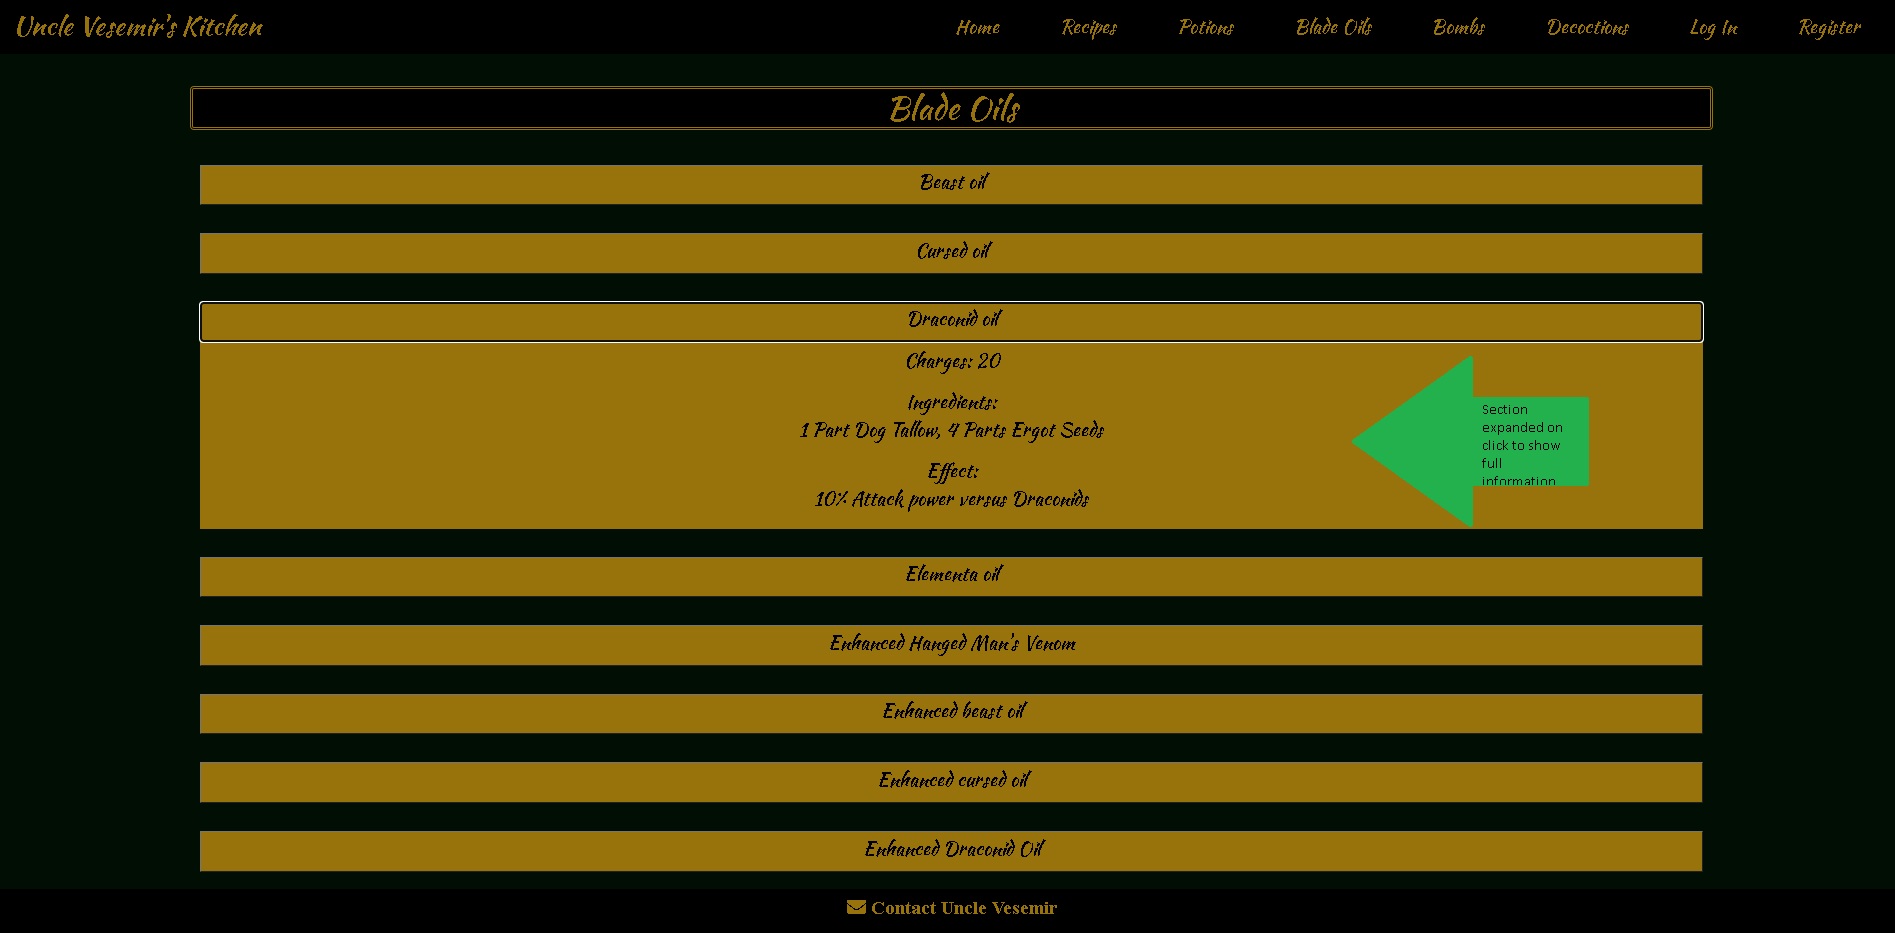 Uncle Vesemir's Kitchen
Home Recipes Potions Blade Oils Bombs Decoctions Log In Register
Blade Oils
Beast oil
Cursed oil
Draconid oil
Charges: 20
Ingredients:
1 Part Dog Tallow, 4 Parts Ergot Seeds
Effect:
10% Attack power versus Draconids
Section
expanded on
click to show
full
information
Elementa oil
Enhanced Hanged Man's Venom
Enhanced beast oil
Enhanced cursed oil
Enhanced Draconid Oil
Contact Uncle Vesemir